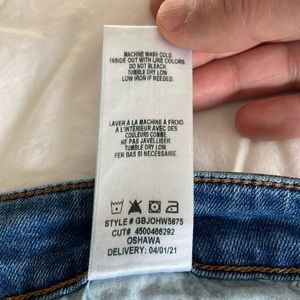 MACHINE WASH COLD
INSIDE OUT WITH LIKE COLORS.
DO NOT BLEACH.
TUMBLE DRY LOW
LOW IRON IF NEEDED.
LAVER À LA MACHINE À FROID
À L'INTÉRIEUR AVEC DES
COULEURS COMME
NE PAS JAVELLISER
TUMBLE DRY LOW
FER BAS SI NECESSAIRE.
STYLE # GBJOHW5875
CUT# 4500466292
OSHAWA
DELIVERY: 04/01/21